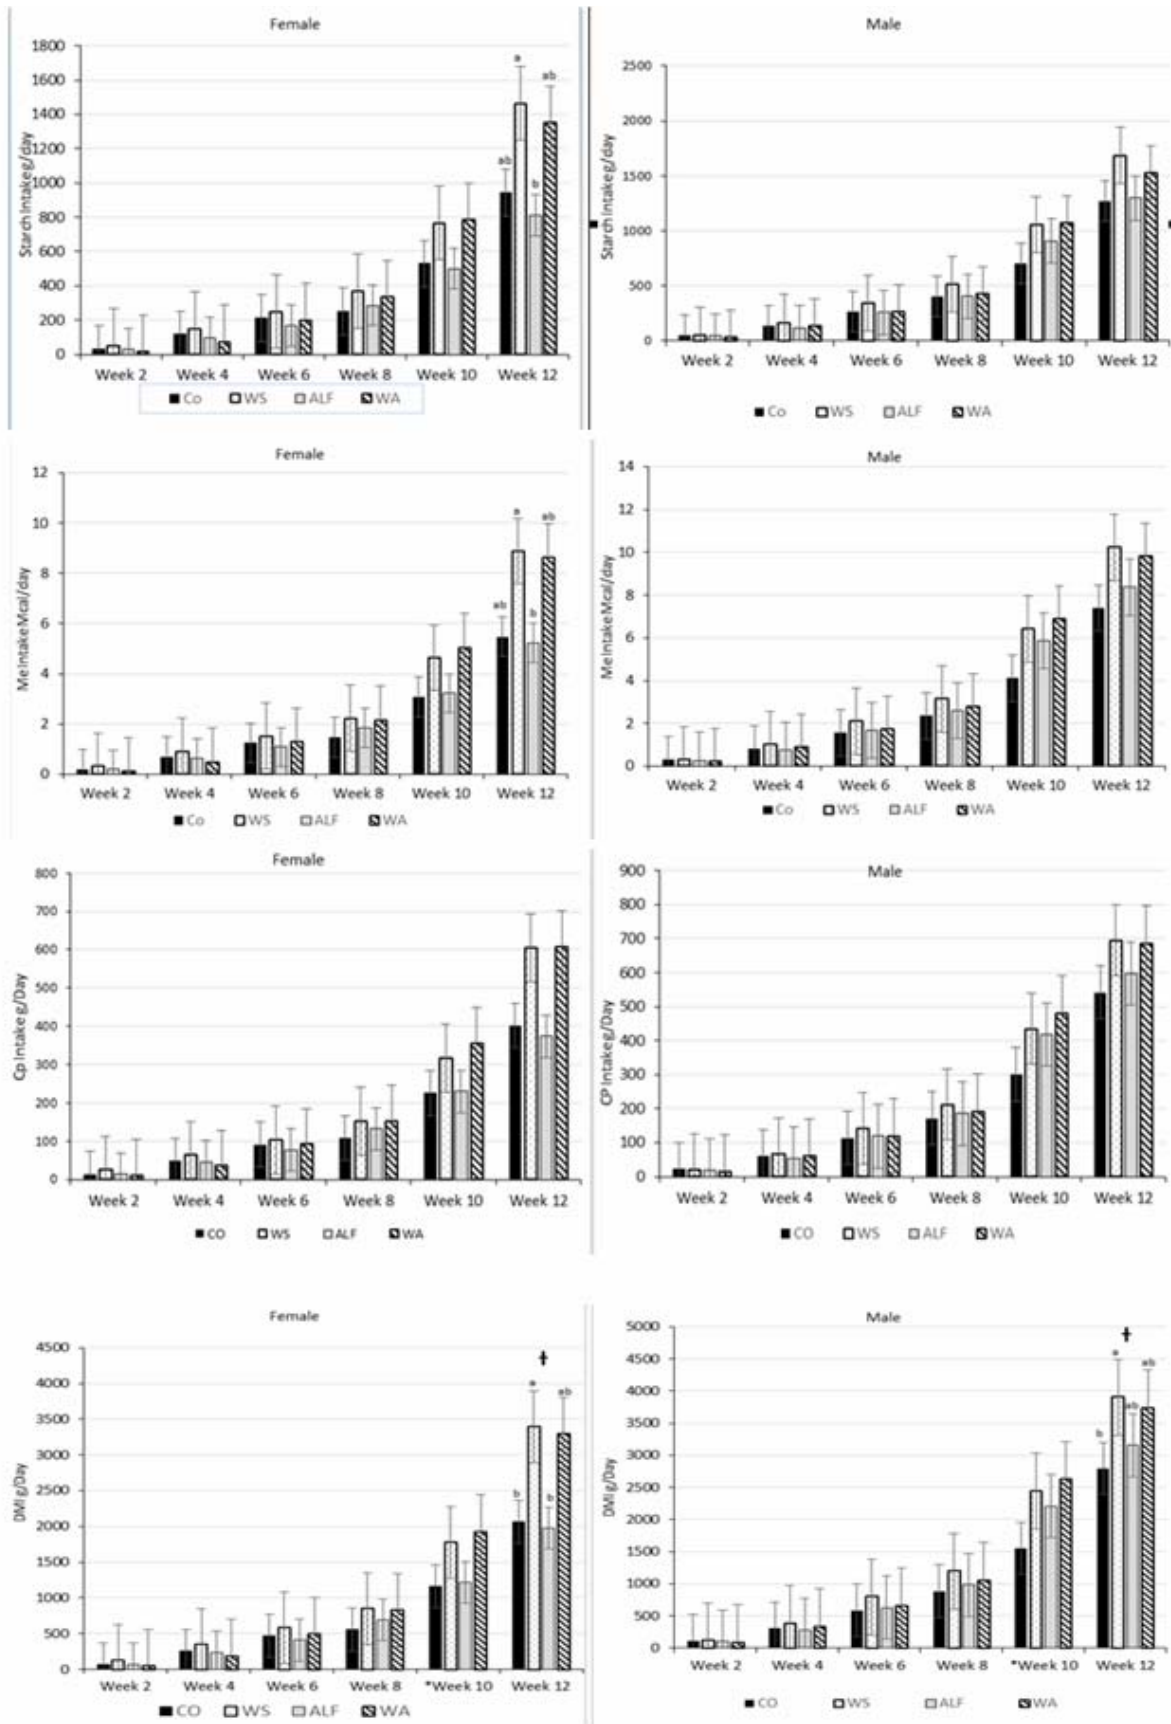 Female
Starch Intake g/day
1800
1600
1400
1200
1000
800
600
400
200
0
ab
a
b
ab
Week 2 Week 4 Week 6 Week 8 Week 10 Week 12
Co WS ALF WA
Male
Starch Intake g/day
2500
2000
1500
1000
500
0
Week 2 Week 4 Week 6 Week 8 Week 10 Week 12
Co WS ALF WA
Female
Me Intake Mcal/day
12
10
8
6
4
2
0
ab
a
b
ab
Week 2 Week 4 Week 6 Week 8 Week 10 Week 12
Co WS ALF WA
Male
Me Intake Mcal/day
14
12
10
8
6
4
2
0
Week 2 Week 4 Week 6 Week 8 Week 10 Week 12
Co WS ALF WA
Female
Cp Intake g/Day
800
700
600
500
400
300
200
100
0
Week 2 Week 4 Week 6 Week 8 Week 10 Week 12
CO WS ALF WA
Male
CP Intake g/Day
900
800
700
600
500
400
300
200
100
0
Week 2 Week 4 Week 6 Week 8 Week 10 Week 12
CO WS ALF WA
Female
DMI g/Day
4500
4000
3500
3000
2500
2000
1500
1000
500
0
ƚ
b
a
b
ab
Week 2 Week 4 Week 6 Week 8 *Week 10 Week 12
CO WS ALF WA
Male
DMI g/Day
5000
4500
4000
3500
3000
2500
2000
1500
1000
500
0
ƚ
b
a
ab
ab
Week 2 Week 4 Week 6 Week 8 *Week 10 Week 12
CO WS ALF WA